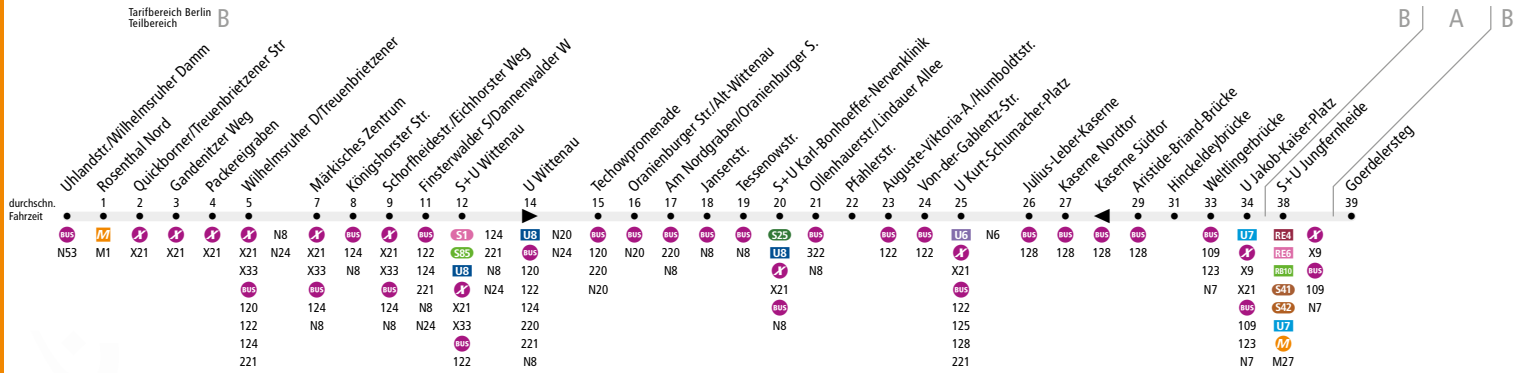 Tarifbereich Berlin
Teilbereich
B
B
A
B
Uhlandstr./Wilhelmsruher Damm
Rosenthal Nord
Quickborner/Treuenbrietzener Str
Gandenitzer Weg
Packereigraben
Wilhelmsruher D/Treuenbrietzener
Märkisches Zentrum
Königshorster Str.
Schorfheidestr./Eichhorster Weg
Finsterwalder S/Dannenwalder W
S+U Wittenau
U Wittenau
Techowpromenade
Oranienburger Str./Alt-Wittenau
Am Nordgraben/Oranienburger S.
Jansenstr.
Tessenowstr.
S+U Karl-Bonhoeffer-Nervenklinik
Ollenhauerstr./Lindauer Allee
Pfahlerstr.
Auguste-Viktoria-A./Humboldtstr.
Von-der-Gablentz-Str.
U Kurt-Schumacher-Platz
Julius-Leber-Kaserne
Kaserne Nordtor
Kaserne Südtor
Aristide-Briand-Brücke
Hinckeldeybrücke
Weltlingerbrücke
U Jakob-Kaiser-Platz
S+U Jungfernheide
Goerdelersteg
durchschn. 1 2 3 4 5 7 8 9 11 12 14 15 16 17 18 19 20 21 22 23 24 25 26 27 29 31 33 34 38 39
Fahrzeit
BUS M X X X X N8 X BUS X BUS S1 124 U8 N20 BUS BUS BUS BUS BUS S25 BUS BUS BUS U6 N6 BUS BUS BUS BUS BUS U7 RE4 X
N53 M1 X21 X21 X21 X21 N24 X21 124 X21 122 S85 221 BUS N24 120 N20 220 N8 N8 U8 322 122 122 X 128 128 128 128 109 X RE6 X9
X33 X33 N8 X33 124 U8 N8 120 220 N8 X N8 X21 123 X9 RB10 BUS
BUS BUS BUS 221 X N24 122 N20 X21 BUS N7 X21 S41 109
120 124 124 N8 X21 124 BUS 122 BUS S42 N7
122 N8 N8 N24 X33 220 N8 125 109 U7
124 BUS 221 128 123 M
221 122 N8 221 N7 M27